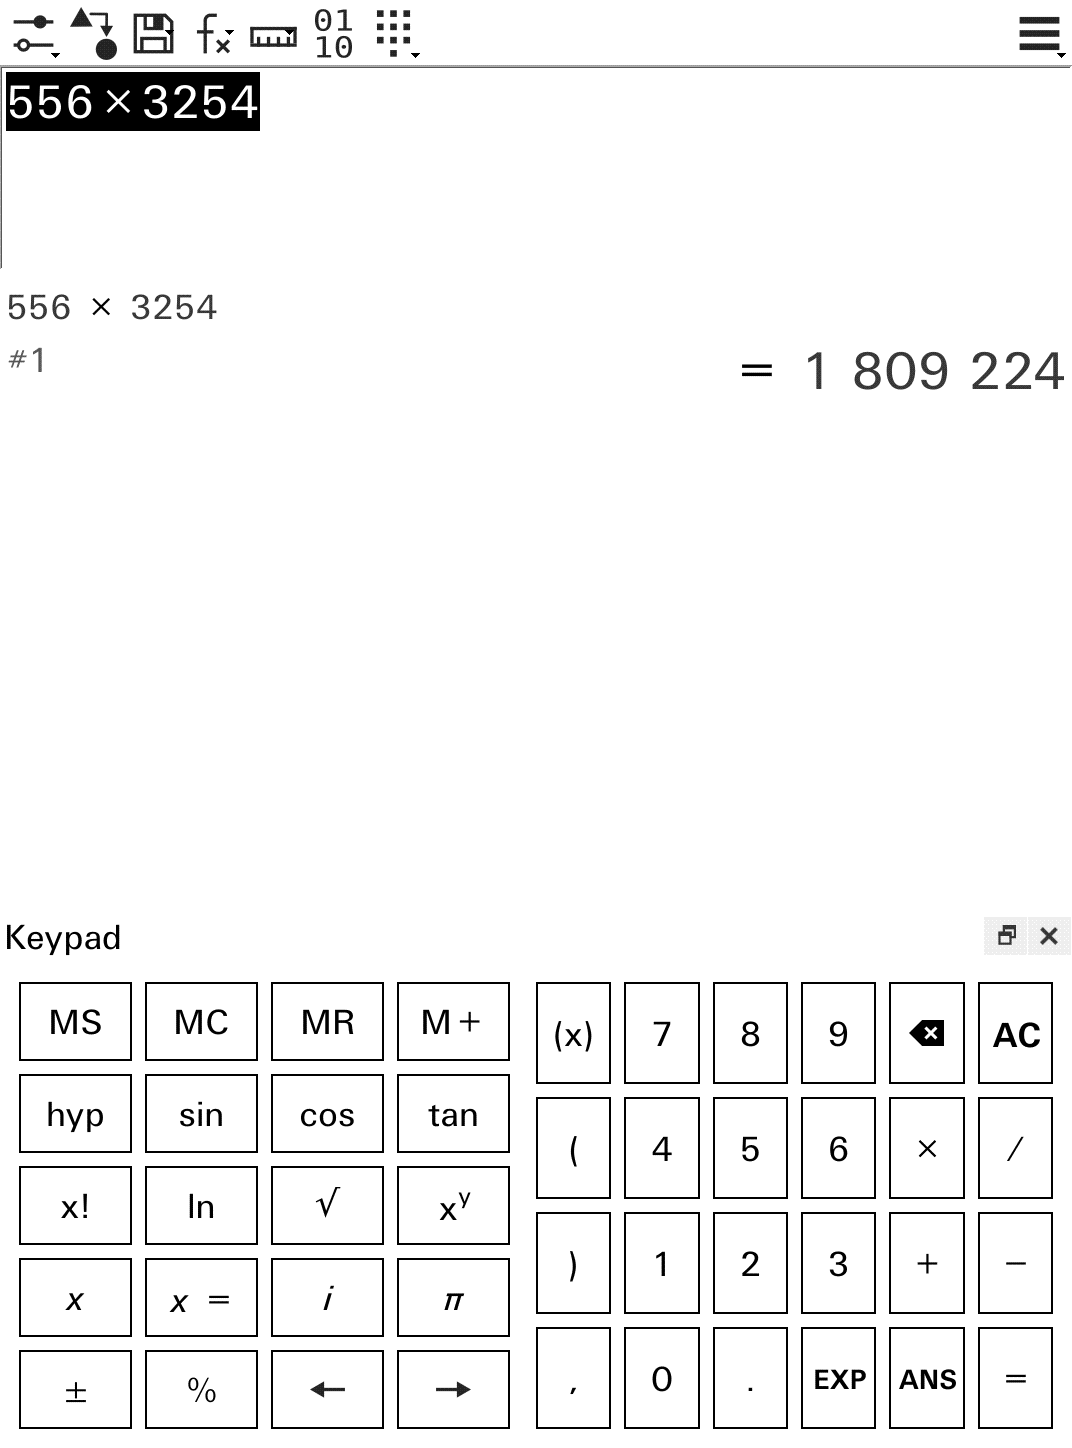 01
10
556×3254
556 × 3254
#1
= 1 809 224
Keypad
MS MC MR M+ (x) 7 8 9 AC
hyp sin cos tan ( 4 5 6 × /
x! ln √ xʸ ) 1 2 3 + −
x x = i π , 0 . EXP ANS =
± % ← →